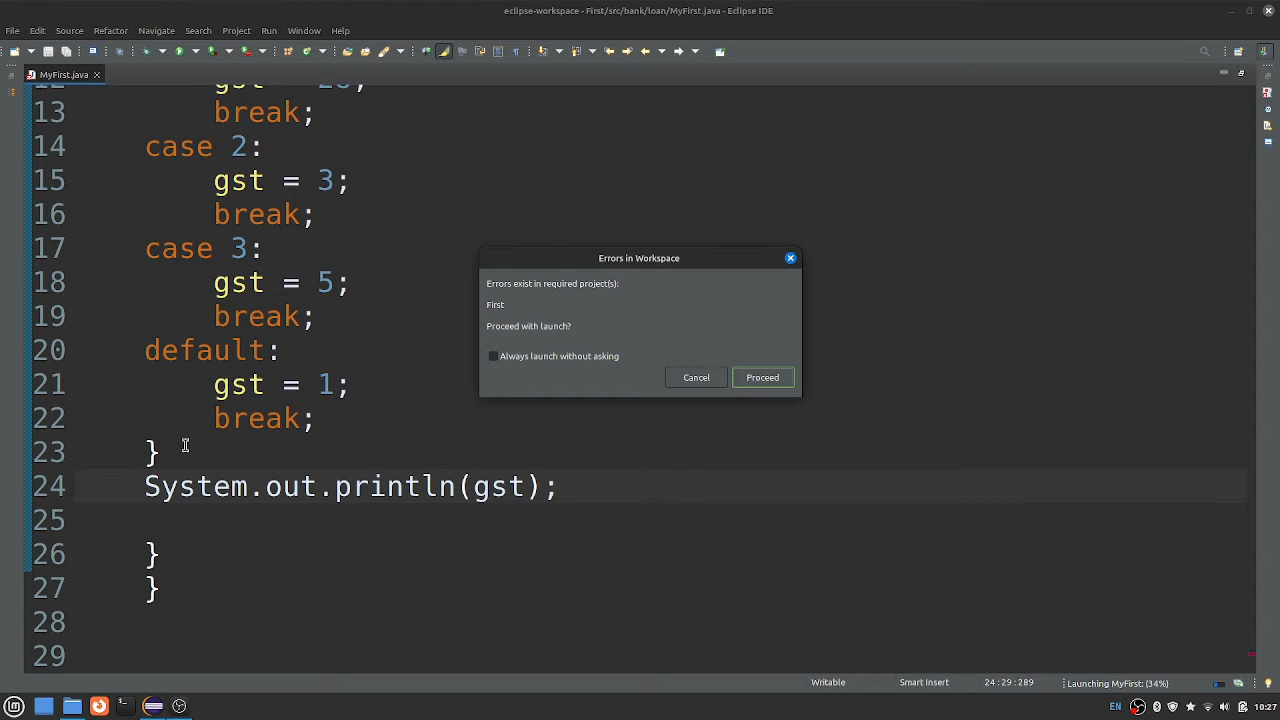 eclipse-workspace - First/src/bank/loan/MyFirst.java - Eclipse IDE
File Edit Source Refactor Navigate Search Project Run Window Help
MyFirst.java
12
13 break;
14 case 2:
15 gst = 3;
16 break;
17 case 3:
18 gst = 5;
19 break;
20 default:
21 gst = 1;
22 break;
23 }
24 System.out.println(gst);
25
26 }
27 }
28
29
Errors in Workspace
Errors exist in required project(s):
First
Proceed with launch?
Always launch without asking
Cancel Proceed
Writable Smart Insert 24:29:289 Launching MyFirst: (34%)
EN 10:27